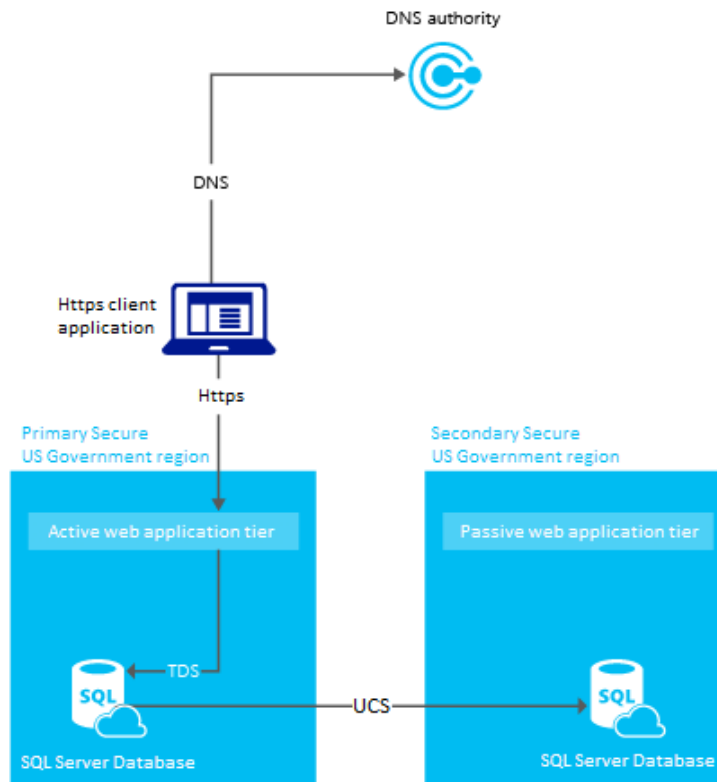 DNS authority
DNS
Https client
application
Https
Primary Secure
US Government region
Secondary Secure
US Government region
Active web application tier
Passive web application tier
TDS
SQL
SQL
UCS
SQL Server Database
SQL Server Database